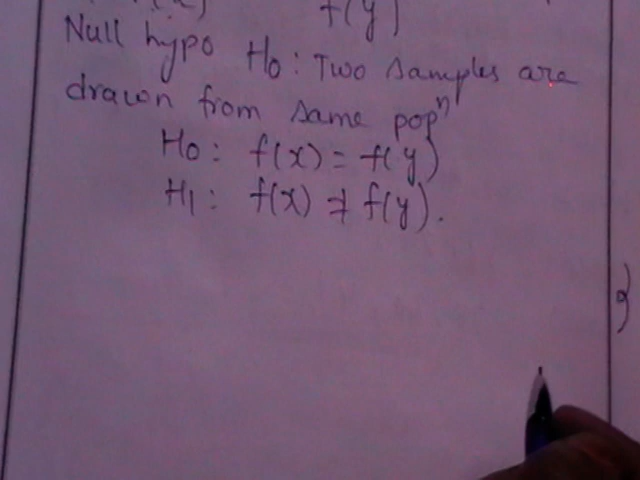 f(y)
Null hypo H0: Two samples are
drawn from same popⁿ
H0: f(x) = f(y)
H1: f(x) ≠ f(y).